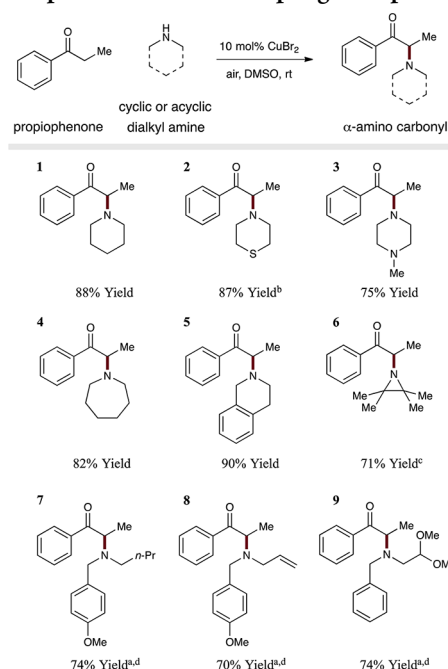 O
Me
H
N
10 mol% CuBr₂
air, DMSO, rt
O
Me
N
propiophenone
cyclic or acyclic
dialkyl amine
α-amino carbonyl
1
O
Me
N
88% Yield
2
O
Me
N
S
87% Yieldᵇ
3
O
Me
N
N
Me
75% Yield
4
O
Me
N
82% Yield
5
O
Me
N
90% Yield
6
O
Me
N
Me
Me
Me
Me
71% Yieldᶜ
7
O
Me
N
n-Pr
OMe
74% Yieldᵃ,ᵈ
8
O
Me
N
OMe
70% Yieldᵃ,ᵈ
9
O
Me
OMe
N
74% Yieldᵃ,ᵈ